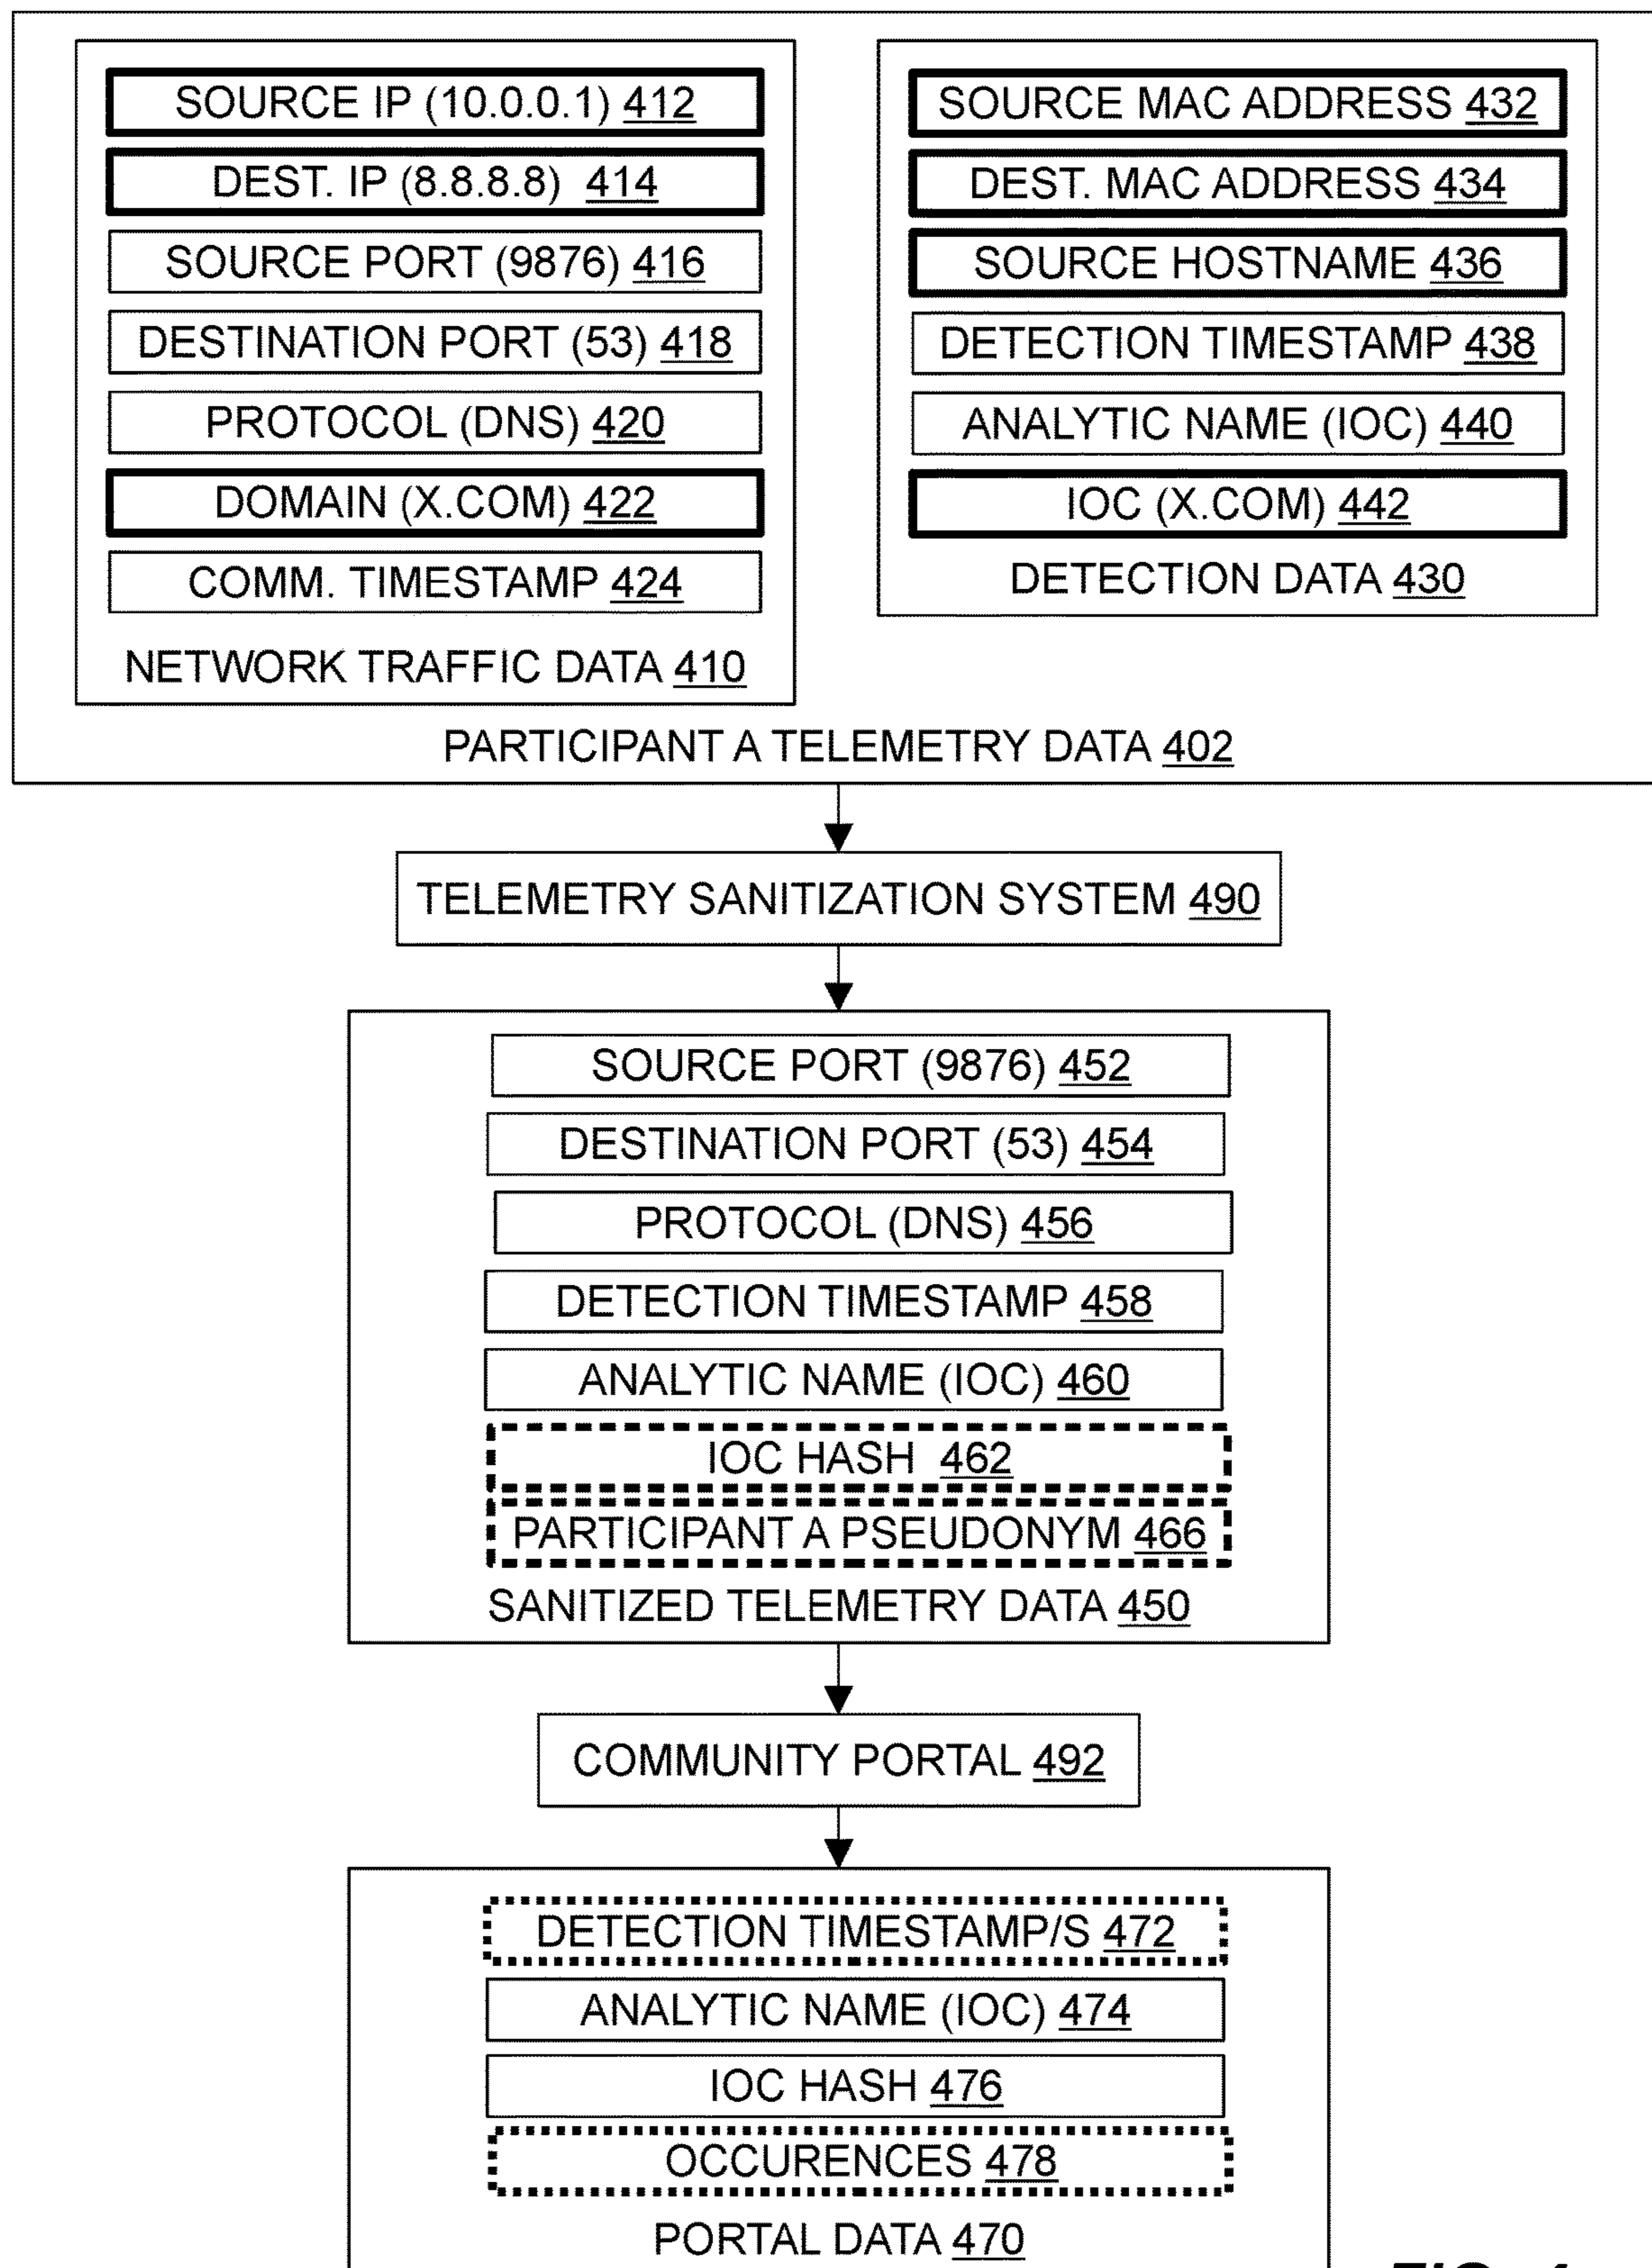 SOURCE IP (10.0.0.1) 412
DEST. IP (8.8.8.8) 414
SOURCE PORT (9876) 416
DESTINATION PORT (53) 418
PROTOCOL (DNS) 420
DOMAIN (X.COM) 422
COMM. TIMESTAMP 424
NETWORK TRAFFIC DATA 410
SOURCE MAC ADDRESS 432
DEST. MAC ADDRESS 434
SOURCE HOSTNAME 436
DETECTION TIMESTAMP 438
ANALYTIC NAME (IOC) 440
IOC (X.COM) 442
DETECTION DATA 430
PARTICIPANT A TELEMETRY DATA 402
TELEMETRY SANITIZATION SYSTEM 490
SOURCE PORT (9876) 452
DESTINATION PORT (53) 454
PROTOCOL (DNS) 456
DETECTION TIMESTAMP 458
ANALYTIC NAME (IOC) 460
IOC HASH 462
PARTICIPANT A PSEUDONYM 466
SANITIZED TELEMETRY DATA 450
COMMUNITY PORTAL 492
DETECTION TIMESTAMP/S 472
ANALYTIC NAME (IOC) 474
IOC HASH 476
OCCURENCES 478
PORTAL DATA 470